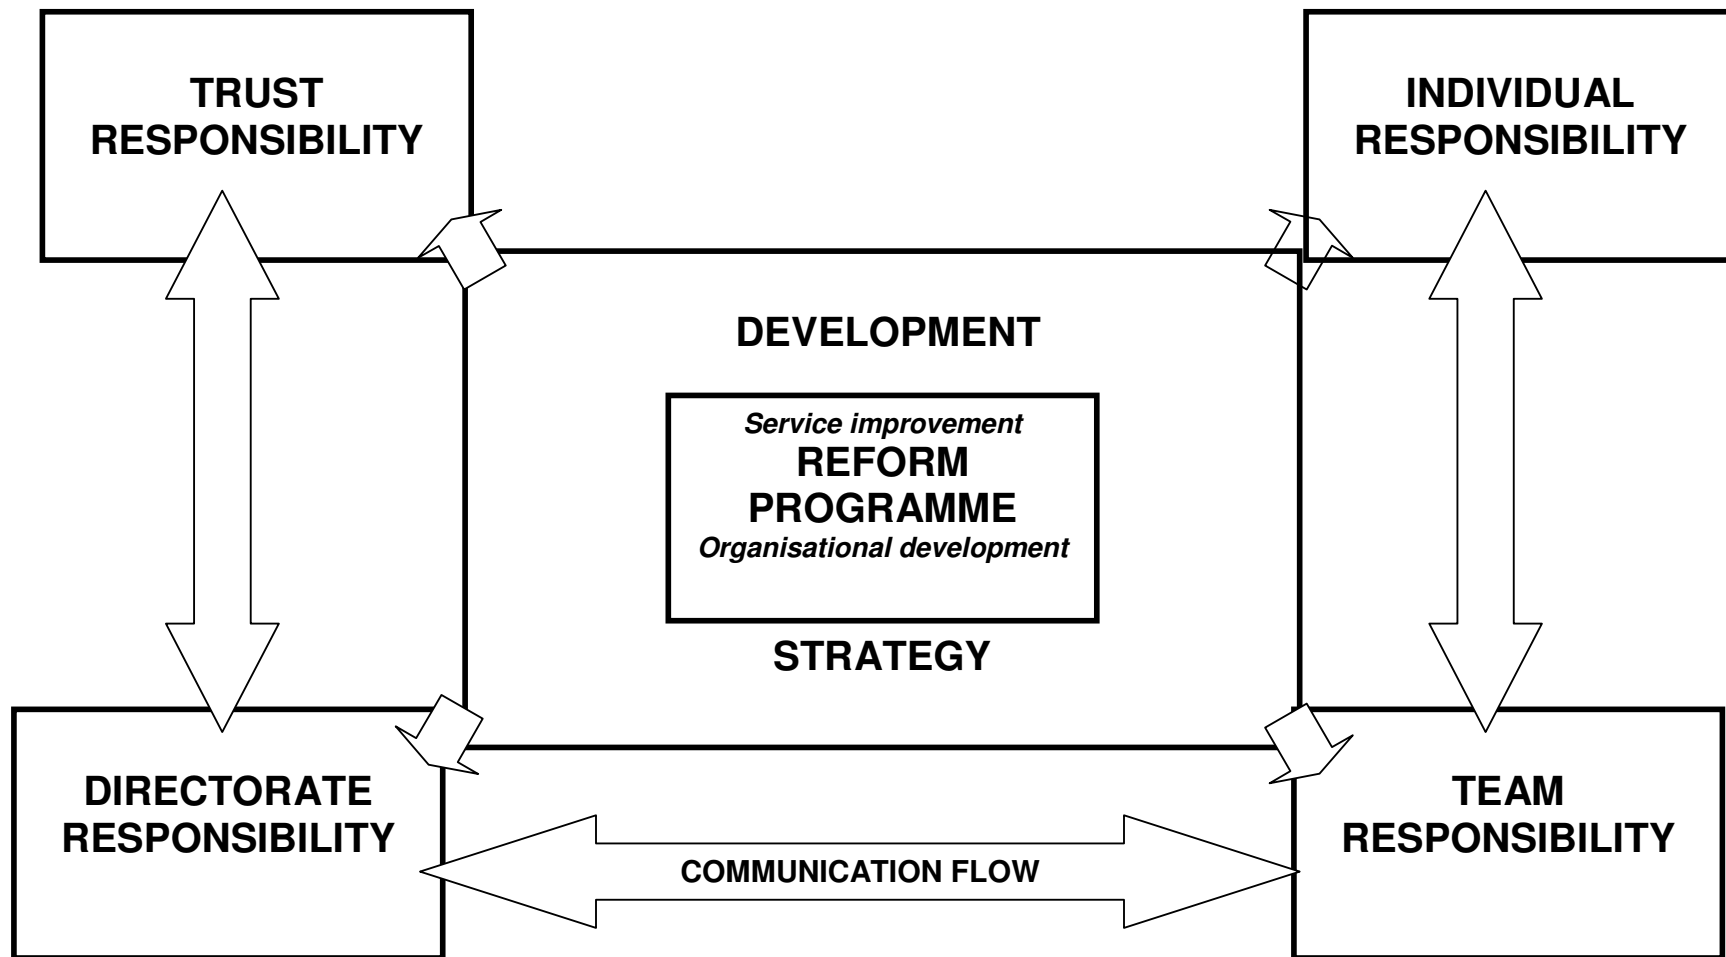 TRUST
RESPONSIBILITY
INDIVIDUAL
RESPONSIBILITY
DEVELOPMENT
Service improvement
REFORM
PROGRAMME
Organisational development
STRATEGY
DIRECTORATE
RESPONSIBILITY
COMMUNICATION FLOW
TEAM
RESPONSIBILITY